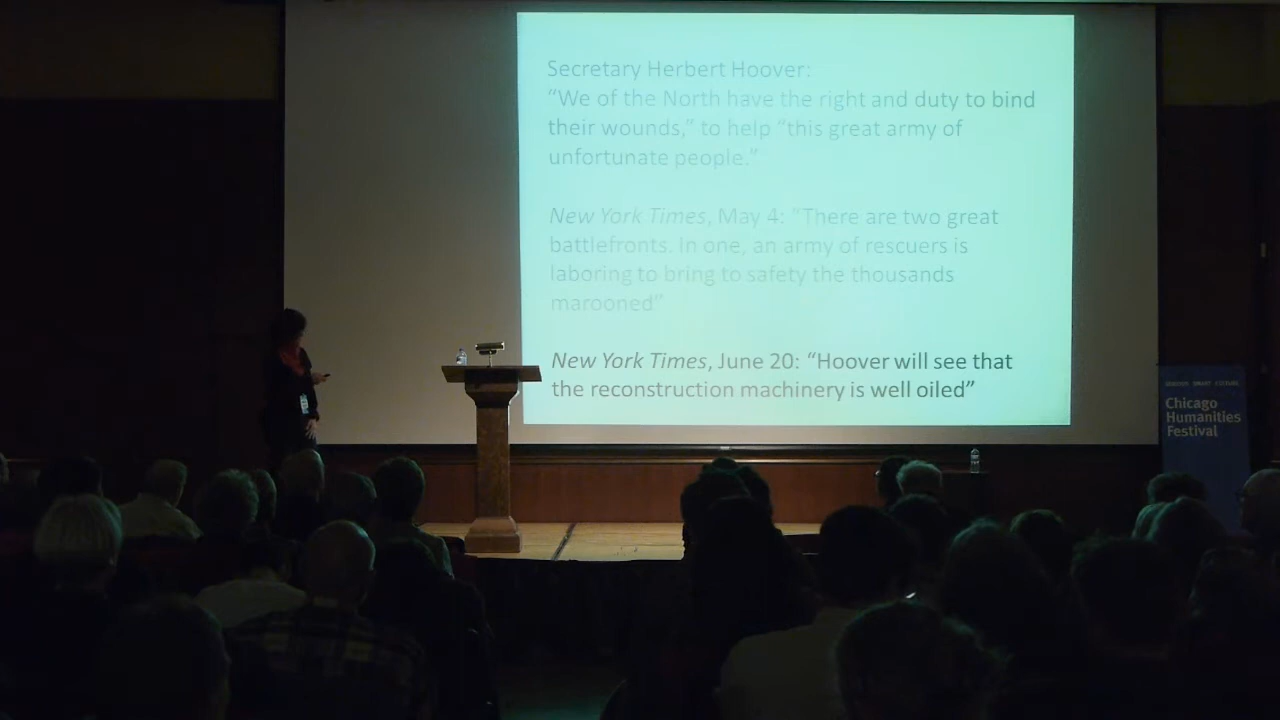 Secretary Herbert Hoover:
“We of the North have the right and duty to bind
their wounds,” to help “this great army of
unfortunate people.”
New York Times, May 4: “There are two great
battlefronts. In one, an army of rescuers is
laboring to bring to safety the thousands
marooned”
New York Times, June 20: “Hoover will see that
the reconstruction machinery is well oiled”
Chicago
Humanities
Festival